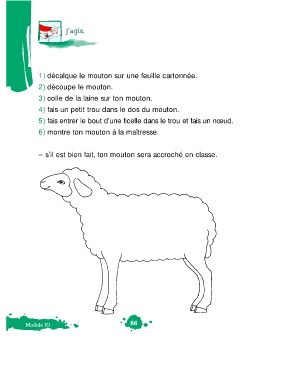 j'agis.
1) décalque le mouton sur une feuille cartonnée.
2) découpe le mouton.
3) colle de la laine sur ton mouton.
4) fais un petit trou dans le dos du mouton.
5) fais entrer le bout d'une ficelle dans le trou et fais un nœud.
6) montre ton mouton à la maîtresse.
– s'il est bien fait, ton mouton sera accroché en classe.
Module 10
86